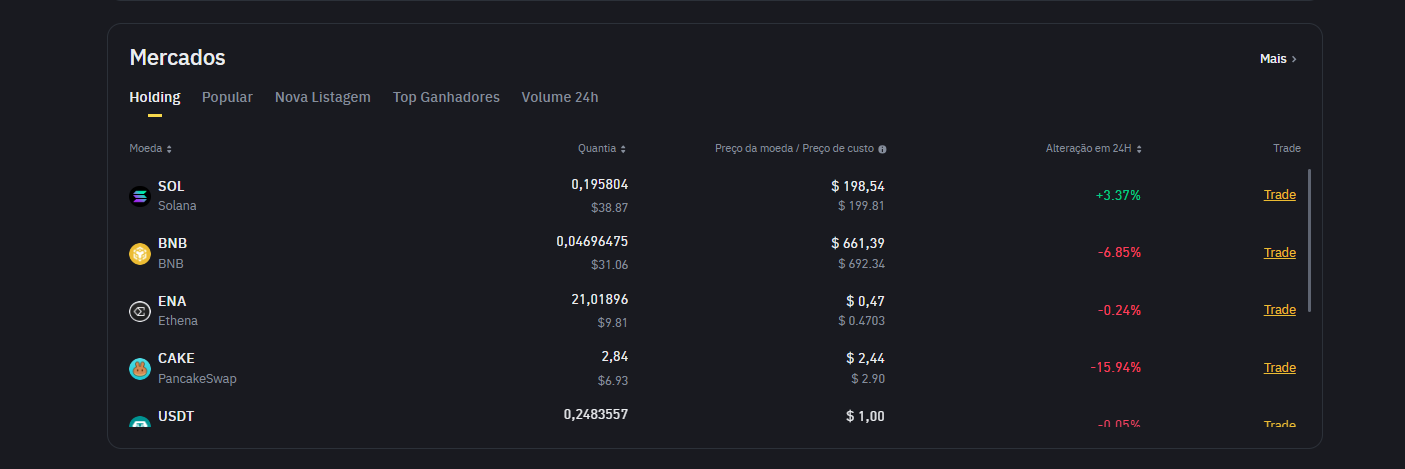 Mercados
Mais
Holding Popular Nova Listagem Top Ganhadores Volume 24h
Moeda Quantia Preço da moeda / Preço de custo Alteração em 24H Trade
SOL 0,195804 $ 198,54 +3.37% Trade
Solana $38.87 $ 199.81
BNB 0,04696475 $ 661,39 -6.85% Trade
BNB $31.06 $ 692.34
ENA 21,01896 $ 0,47 -0.24% Trade
Ethena $9.81 $ 0.4703
CAKE 2,84 $ 2,44 -15.94% Trade
PancakeSwap $6.93 $ 2.90
USDT 0,2483557 $ 1,00 -0.05% Trade